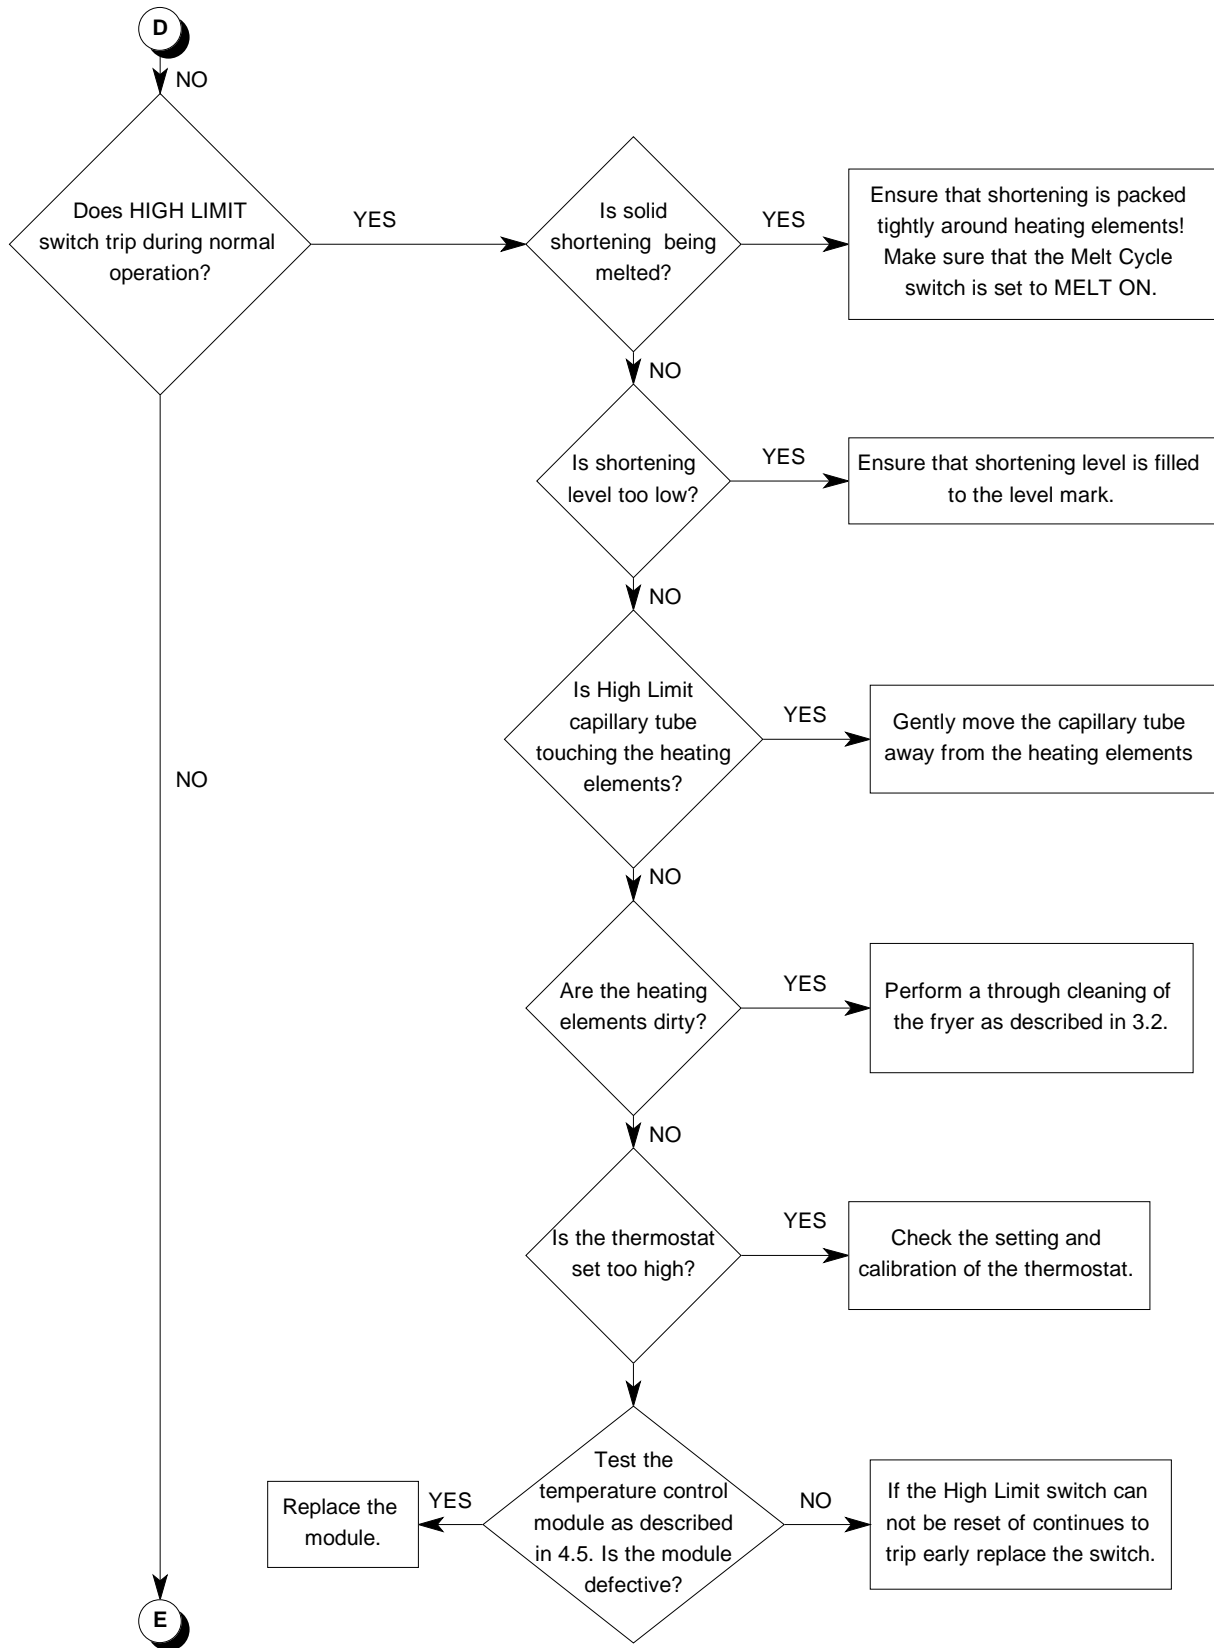 D
NO
Does HIGH LIMIT
switch trip during normal
operation?
YES
Is solid
shortening being
melted?
YES
Ensure that shortening is packed
tightly around heating elements!
Make sure that the Melt Cycle
switch is set to MELT ON.
NO
Is shortening
level too low?
YES
Ensure that shortening level is filled
to the level mark.
NO
Is High Limit
capillary tube
touching the heating
elements?
YES
Gently move the capillary tube
away from the heating elements
NO
NO
Are the heating
elements dirty?
YES
Perform a through cleaning of
the fryer as described in 3.2.
NO
Is the thermostat
set too high?
YES
Check the setting and
calibration of the thermostat.
Test the
temperature control
module as described
in 4.5. Is the module
defective?
YES
Replace the
module.
NO
If the High Limit switch can
not be reset of continues to
trip early replace the switch.
E